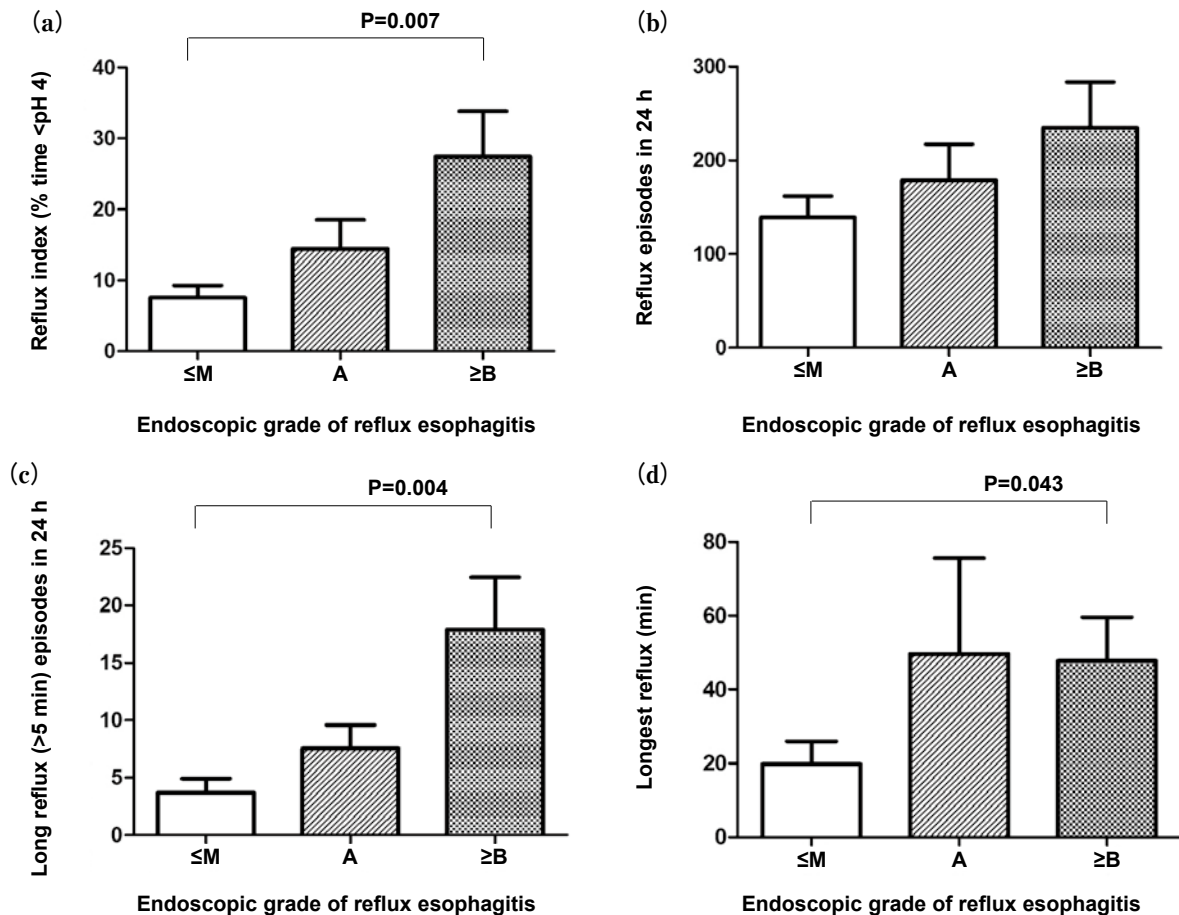 (a)
P=0.007
Reflux index (% time <pH 4)
40
30
20
10
0
≤M A ≥B
Endoscopic grade of reflux esophagitis
(b)
Reflux episodes in 24 h
300
200
100
0
≤M A ≥B
Endoscopic grade of reflux esophagitis
(c)
P=0.004
Long reflux (>5 min) episodes in 24 h
25
20
15
10
5
0
≤M A ≥B
Endoscopic grade of reflux esophagitis
(d)
P=0.043
Longest reflux (min)
80
60
40
20
0
≤M A ≥B
Endoscopic grade of reflux esophagitis